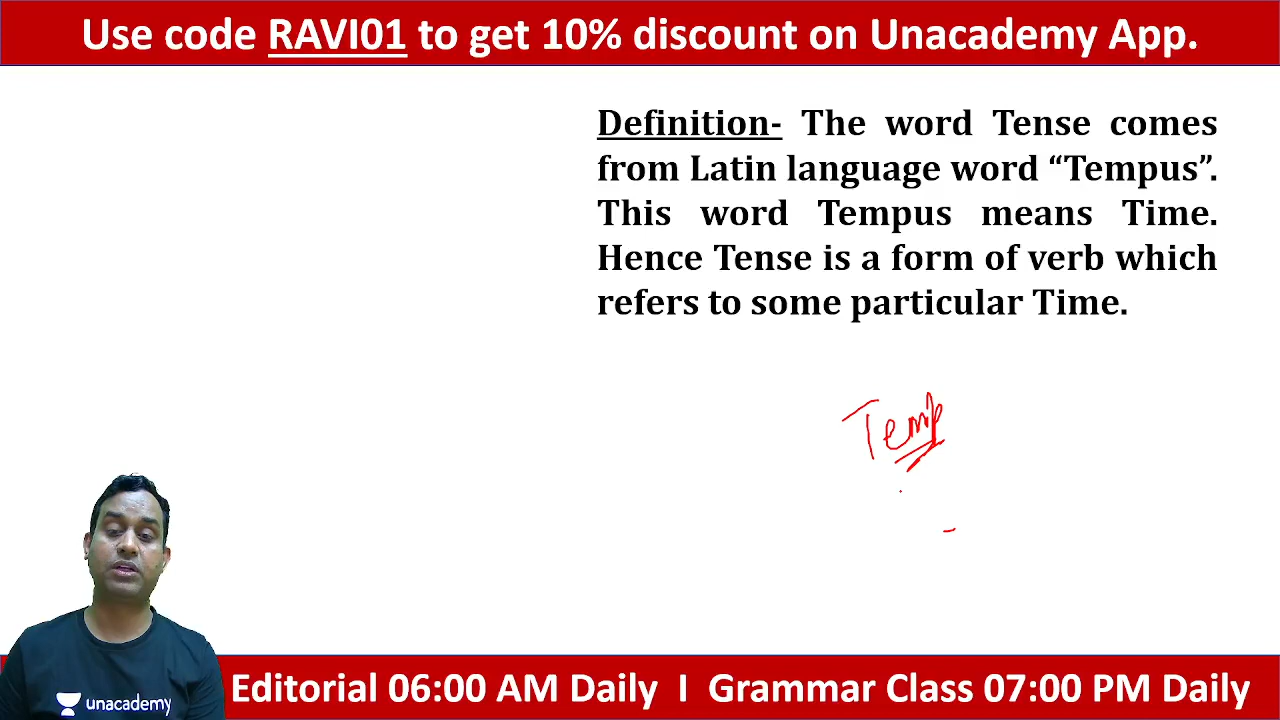 Use code RAVI01 to get 10% discount on Unacademy App.
Definition- The word Tense comes
from Latin language word “Tempus”.
This word Tempus means Time.
Hence Tense is a form of verb which
refers to some particular Time.
Temp
unacademy
Editorial 06:00 AM Daily I Grammar Class 07:00 PM Daily